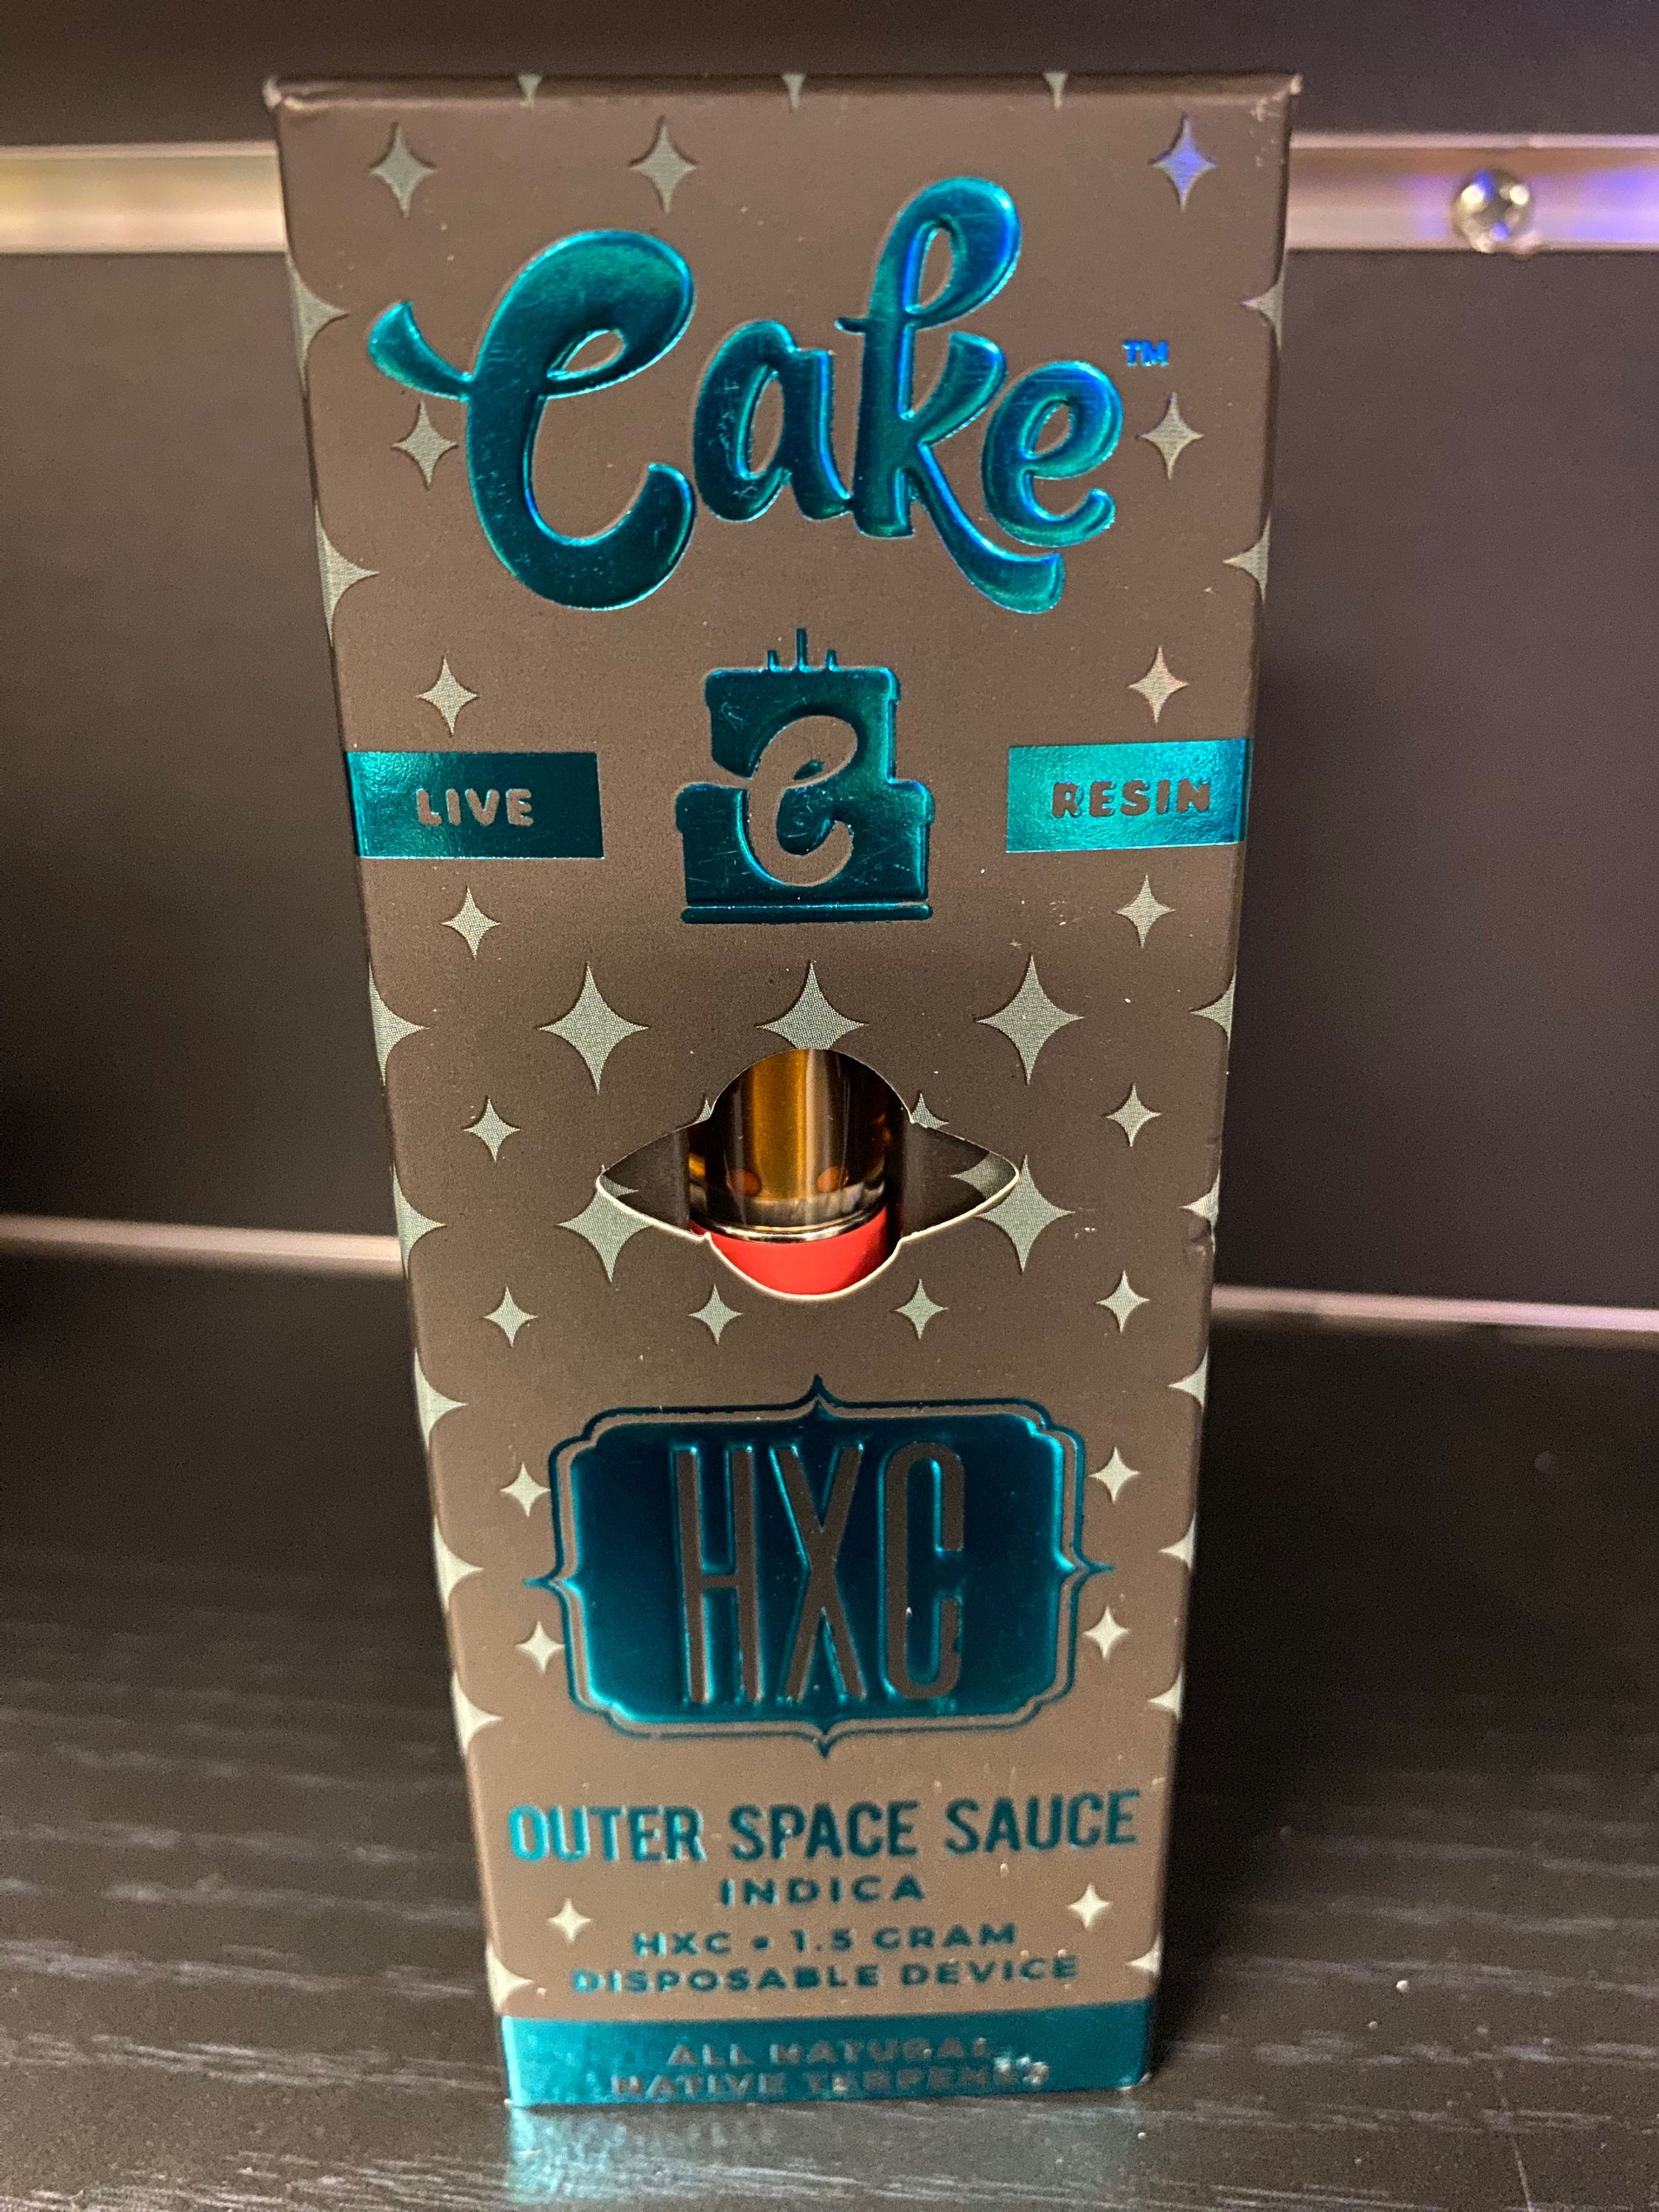 Cake™
C
LIVE RESIN
HXC
OUTER SPACE SAUCE
INDICA
HXC • 1.5 GRAM
DISPOSABLE DEVICE
ALL NATURAL
NATIVE TERPENES